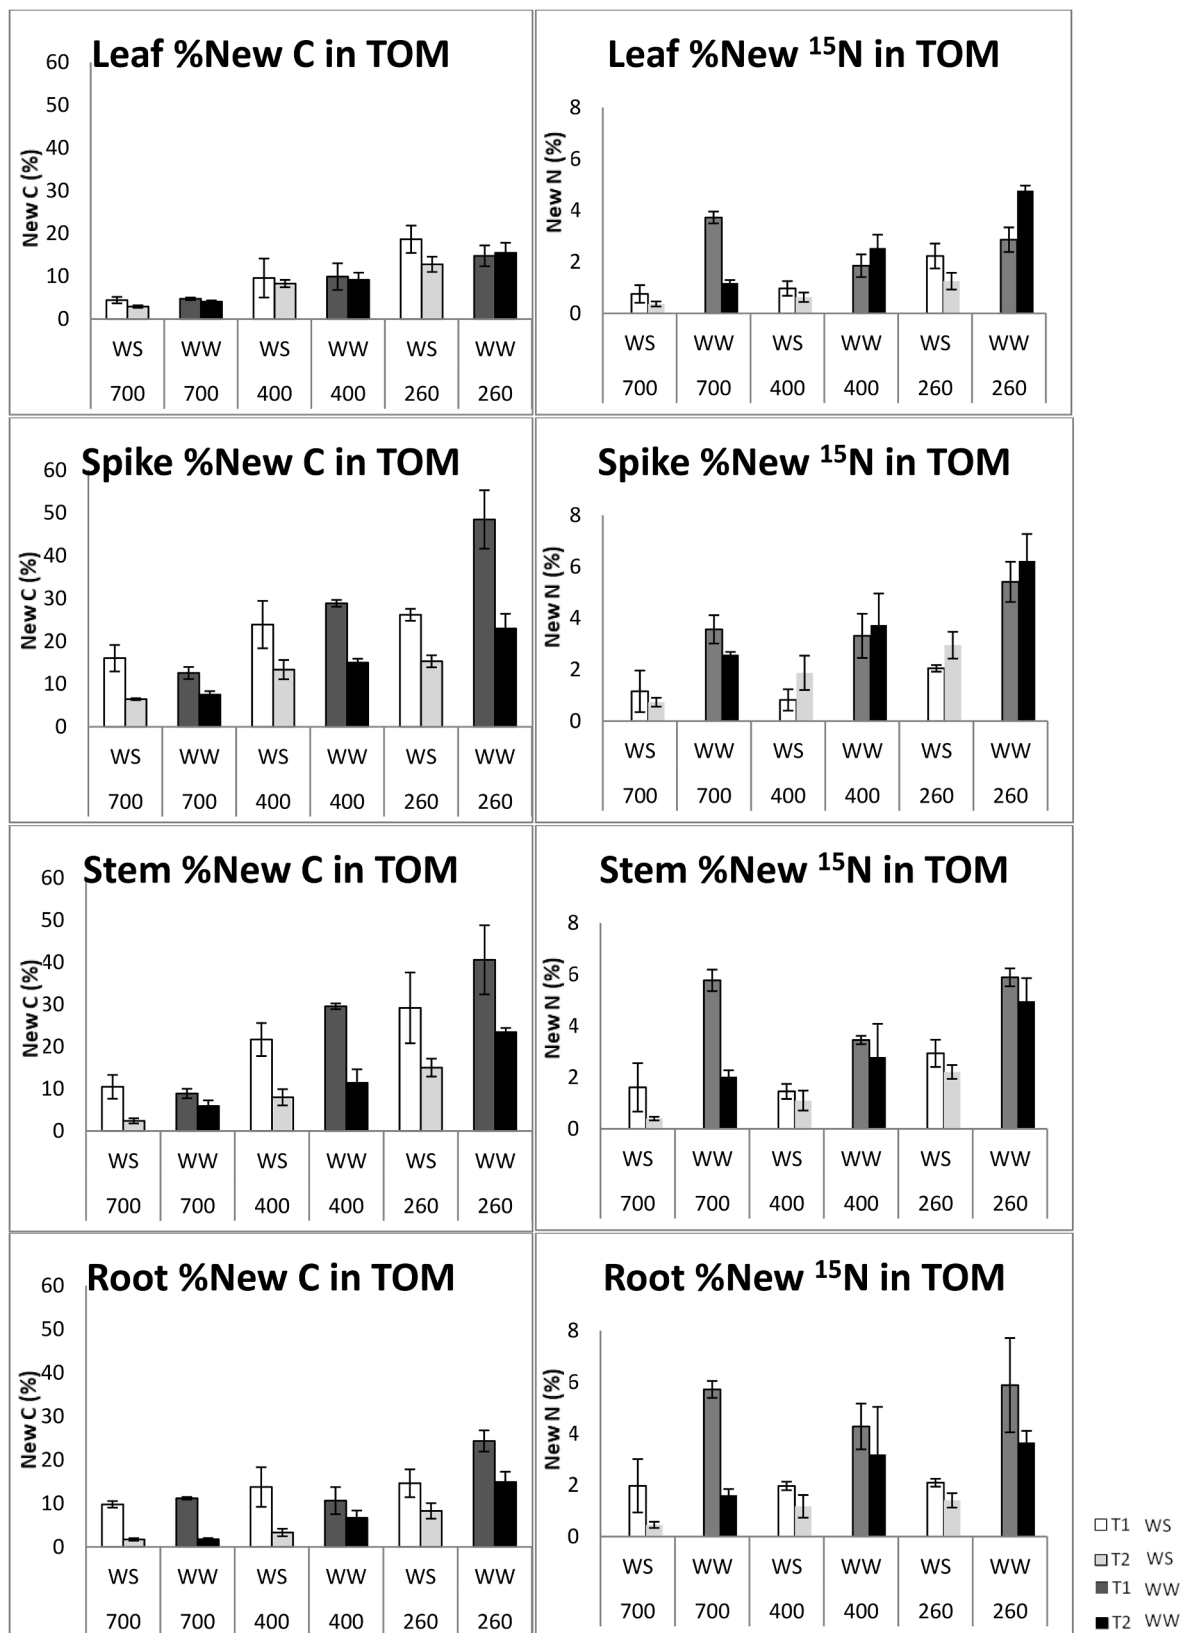 Leaf %New C in TOM
New C (%)
60
50
40
30
20
10
0
WS WW WS WW WS WW
700 700 400 400 260 260
Leaf %New ¹⁵N in TOM
New N (%)
8
6
4
2
0
WS WW WS WW WS WW
700 700 400 400 260 260
Spike %New C in TOM
New C (%)
60
50
40
30
20
10
0
WS WW WS WW WS WW
700 700 400 400 260 260
Spike %New ¹⁵N in TOM
New N (%)
8
6
4
2
0
WS WW WS WW WS WW
700 700 400 400 260 260
Stem %New C in TOM
New C (%)
60
50
40
30
20
10
0
WS WW WS WW WS WW
700 700 400 400 260 260
Stem %New ¹⁵N in TOM
New N (%)
8
6
4
2
0
WS WW WS WW WS WW
700 700 400 400 260 260
Root %New C in TOM
New C (%)
60
50
40
30
20
10
0
WS WW WS WW WS WW
700 700 400 400 260 260
Root %New ¹⁵N in TOM
New N (%)
8
6
4
2
0
WS WW WS WW WS WW
700 700 400 400 260 260
T1 WS
T2 WS
T1 WW
T2 WW